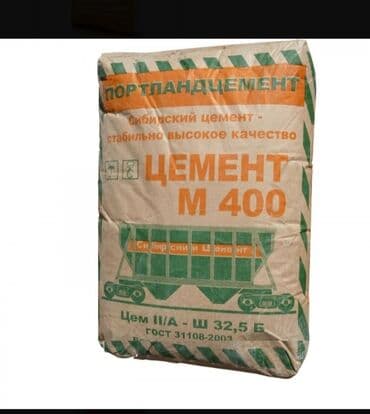 ПОРТЛАНДЦЕМЕНТ
Сибирский цемент -
стабильно высокое качество
ЦЕМЕНТ
М 400
Сибирский Цемент
Цем II/А - Ш 32,5 Б
ГОСТ 31108-2003